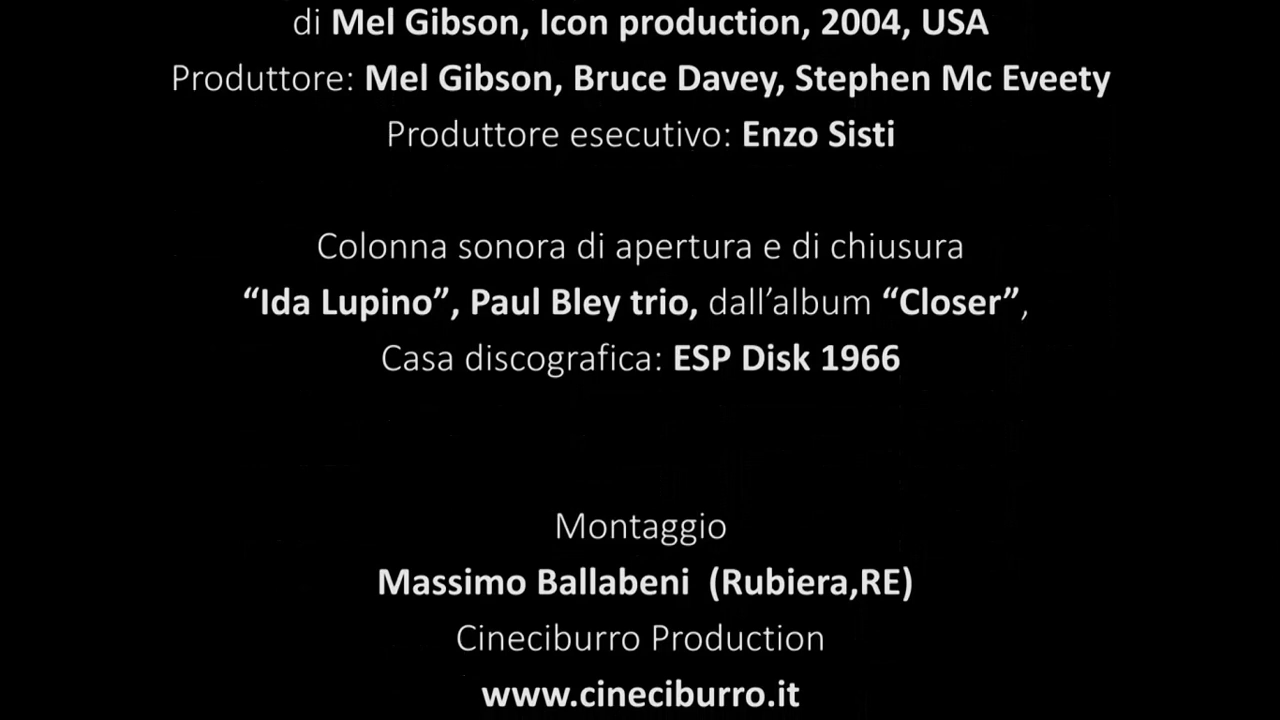 di Mel Gibson, Icon production, 2004, USA
Produttore: Mel Gibson, Bruce Davey, Stephen Mc Eveety
Produttore esecutivo: Enzo Sisti
Colonna sonora di apertura e di chiusura
“Ida Lupino”, Paul Bley trio, dall’album “Closer”,
Casa discografica: ESP Disk 1966
Montaggio
Massimo Ballabeni  (Rubiera,RE)
Cineciburro Production
www.cineciburro.it